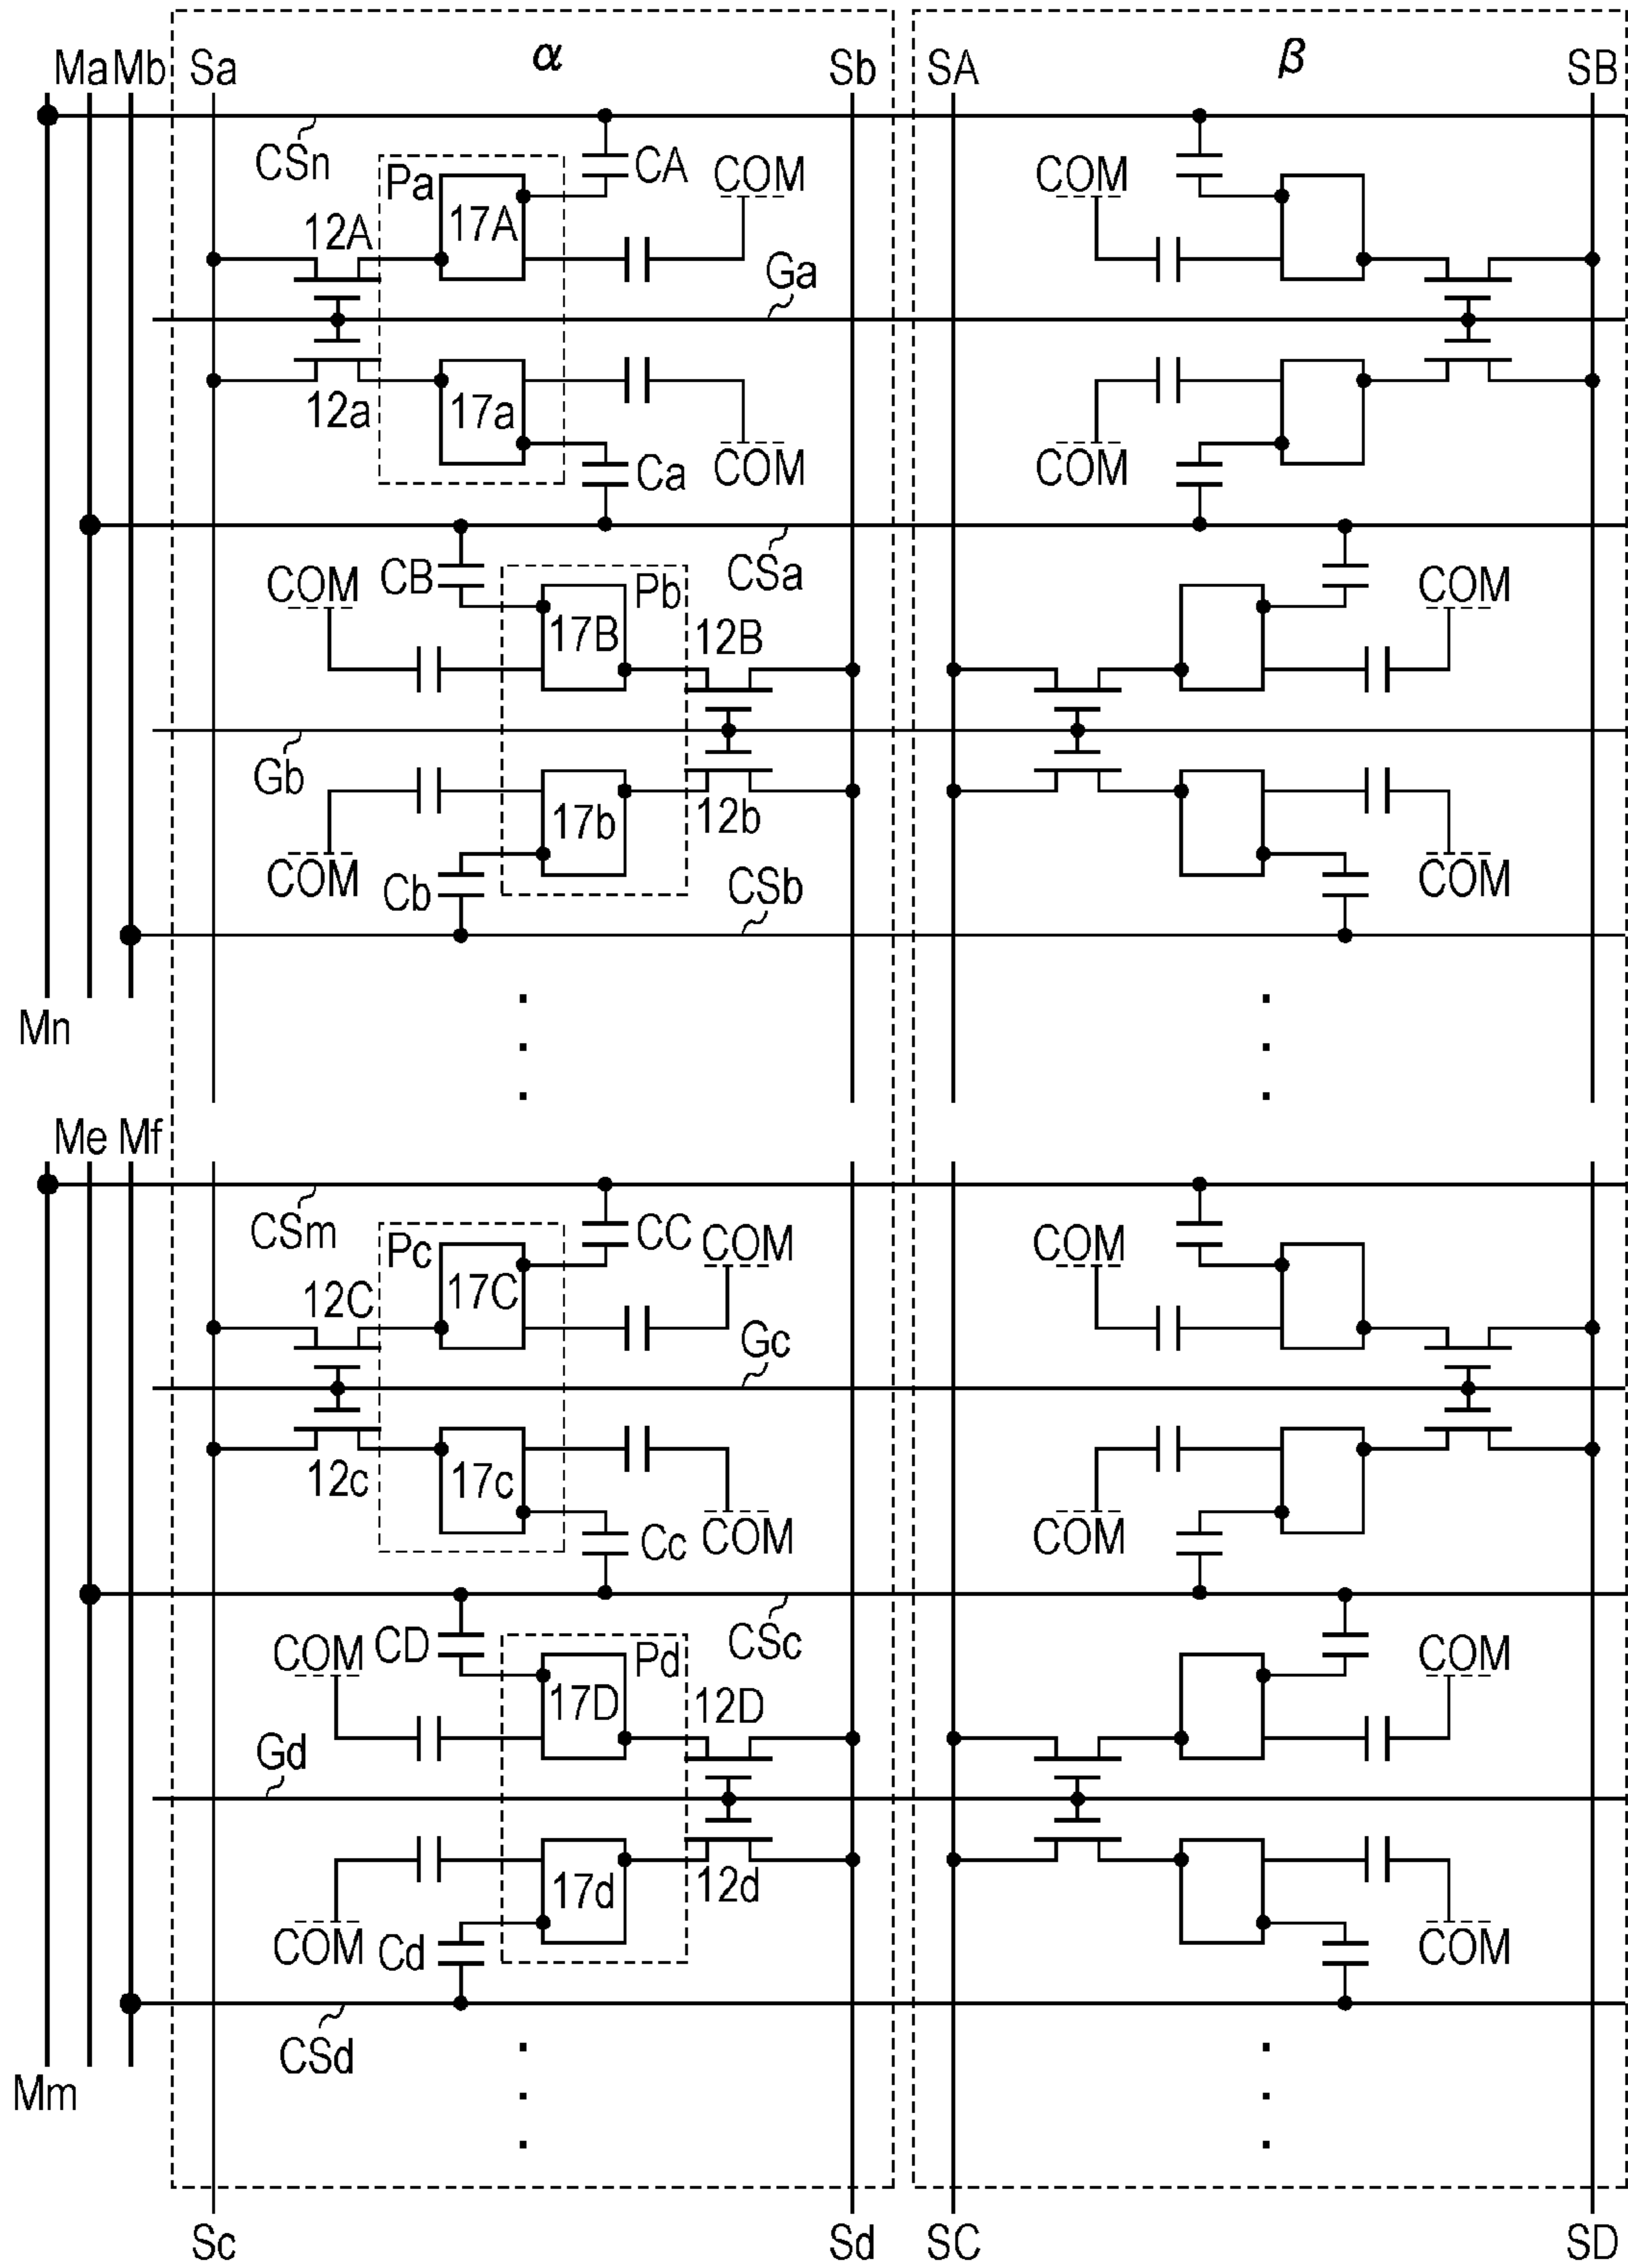 Ma Mb Sa α Sb SA β SB
CSn
Pa
CA COM COM
12A 17A
Ga
12a 17a
Ca COM COM
CSa
COM CB Pb COM
17B 12B
Gb
17b 12b
COM Cb CSb COM
Mn
Me Mf
CSm
Pc
CC COM COM
12C 17C
Gc
12c 17c
Cc COM COM
CSc
COM CD Pd COM
17D 12D
Gd
17d 12d
COM Cd COM
CSd
Mm
Sc Sd SC SD